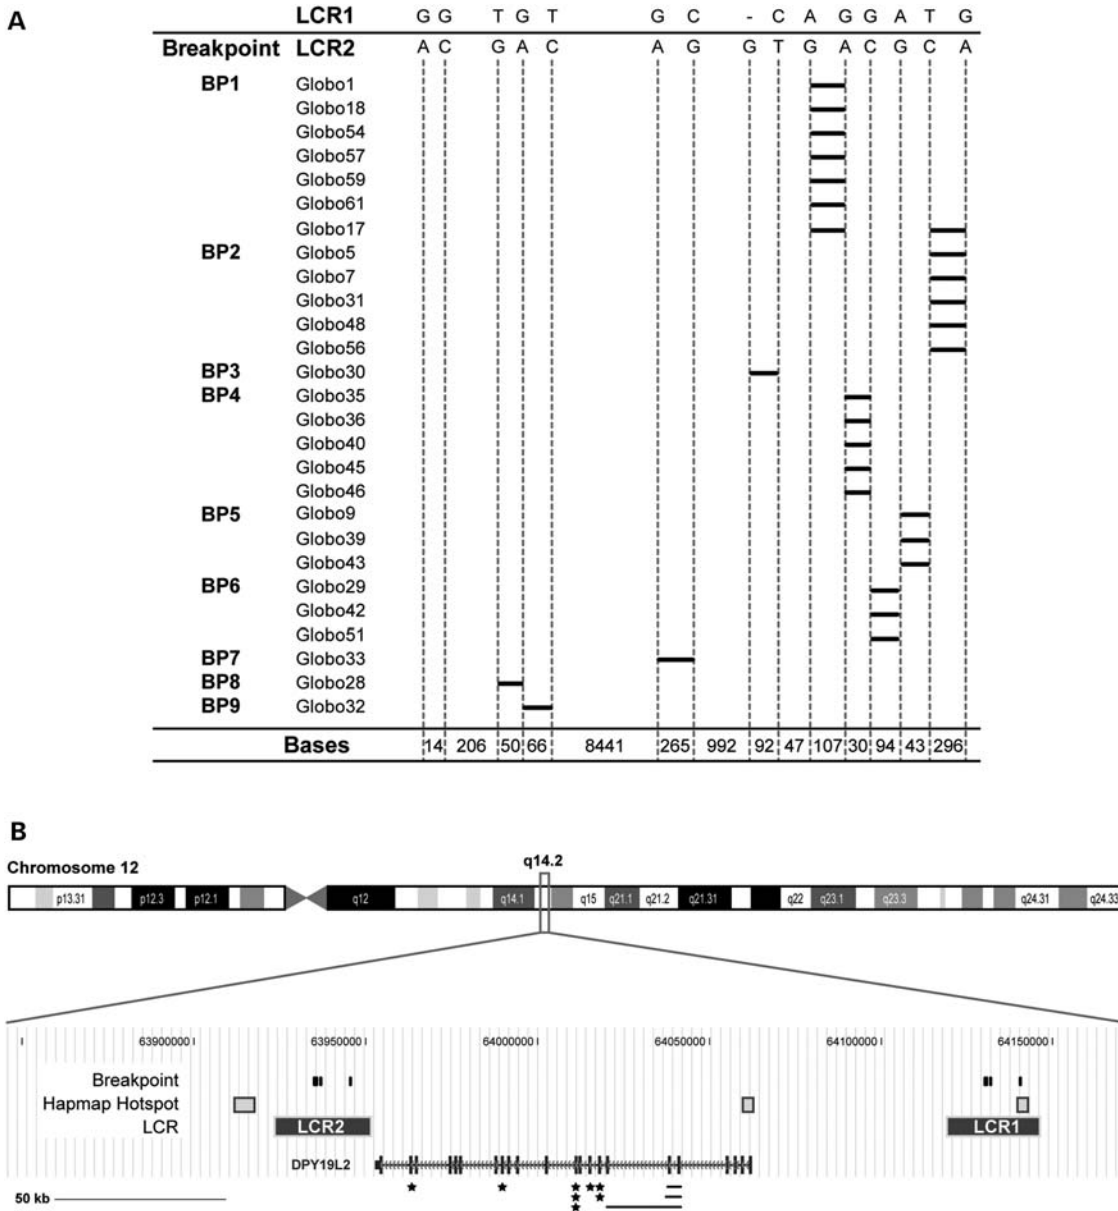 A
LCR1 G G T G T G C - C A G G A T G
Breakpoint LCR2 A C G A C A G G T G A C G C A
BP1 Globo1
Globo18
Globo54
Globo57
Globo59
Globo61
Globo17
BP2 Globo5
Globo7
Globo31
Globo48
Globo56
BP3 Globo30
BP4 Globo35
Globo36
Globo40
Globo45
Globo46
BP5 Globo9
Globo39
Globo43
BP6 Globo29
Globo42
Globo51
BP7 Globo33
BP8 Globo28
BP9 Globo32
Bases 14 206 50 66 8441 265 992 92 47 107 30 94 43 296
B
Chromosome 12 q14.2
p13.31 p12.3 p12.1 q12 q14.1 q15 q21.1 q21.2 q21.31 q22 q23.1 q23.3 q24.31 q24.33
63900000 63950000 64000000 64050000 64100000 64150000
Breakpoint
Hapmap Hotspot
LCR LCR2 LCR1
DPY19L2
50 kb